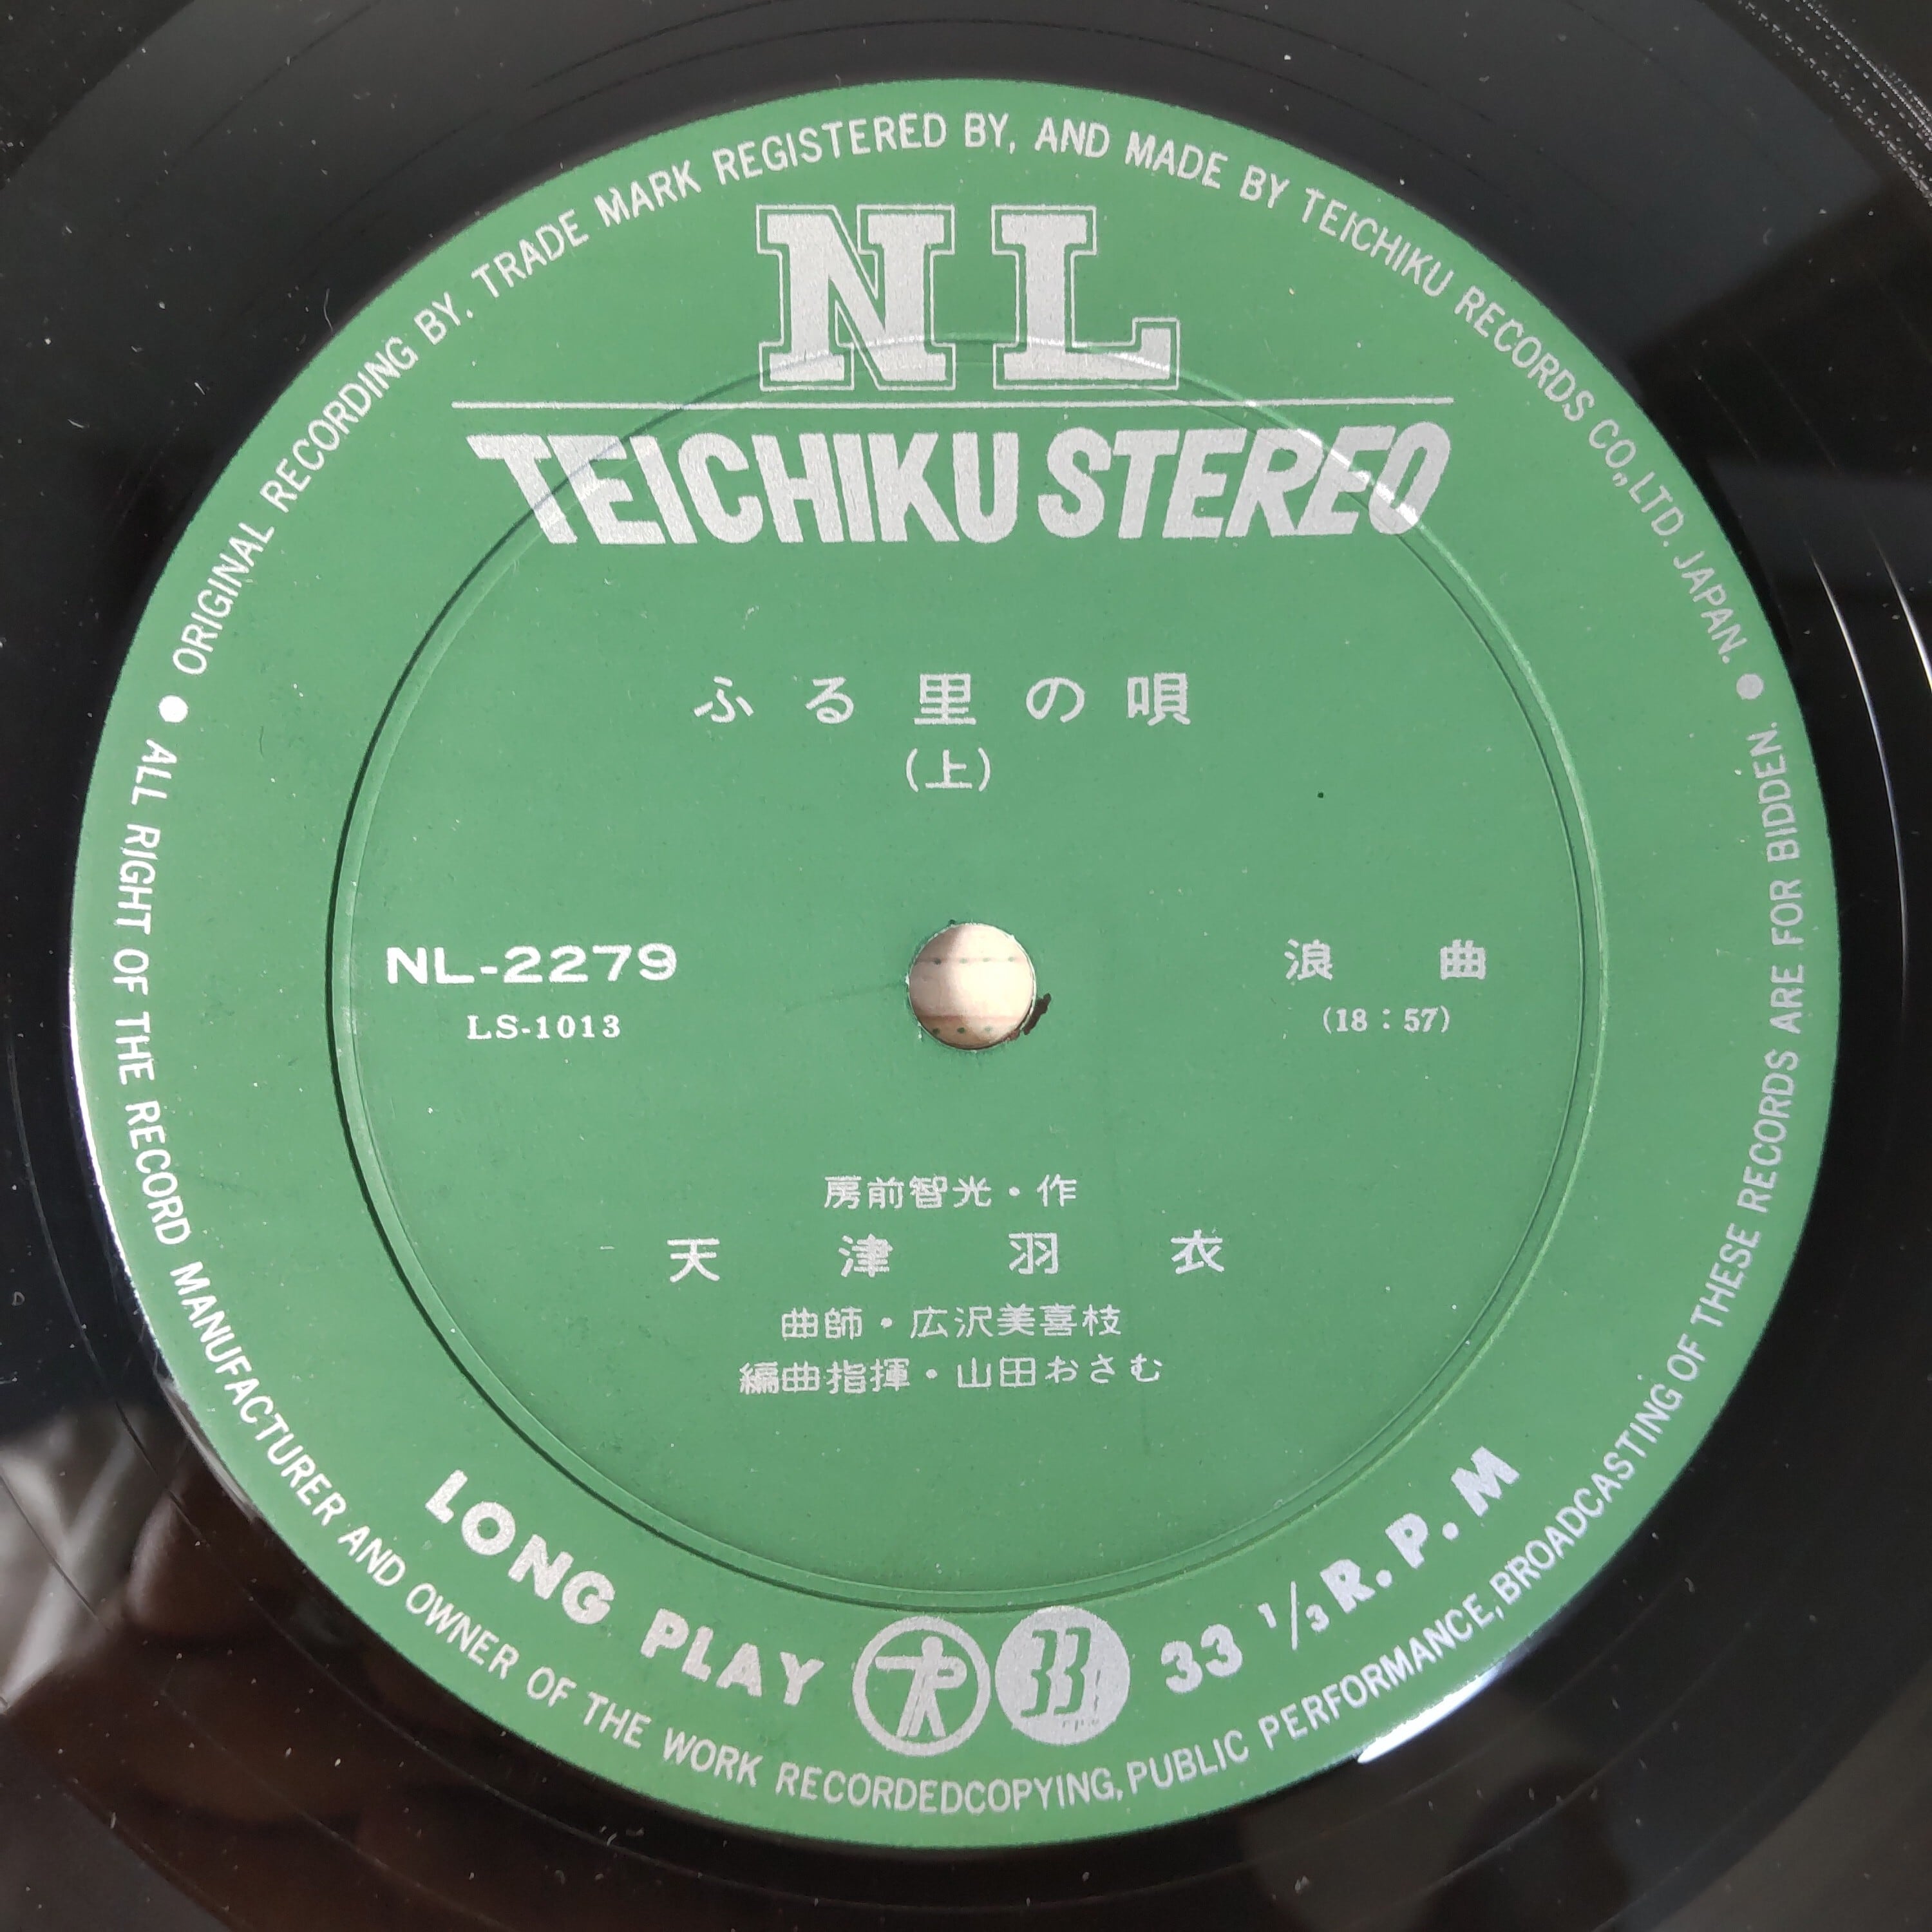 ORIGINAL RECORDING BY, TRADE MARK REGISTERED BY, AND MADE BY TEICHIKU RECORDS CO,.LTD. JAPAN.
NL
TEICHIKU STEREO
ふる里の唄
(上)
NL-2279
LS-1013
浪曲
(18:57)
房前智光・作
天津羽衣
曲師・広沢美喜枝
編曲指揮・山田おさむ
LONG PLAY
33
33 1/3 R.P.M
ALL RIGHT OF THE RECORD MANUFACTURER AND OWNER OF THE WORK RECORDEDCOPYING, PUBLIC PERFORMANCE, BROADCASTING OF THESE RECORDS ARE FOR BIDDEN.